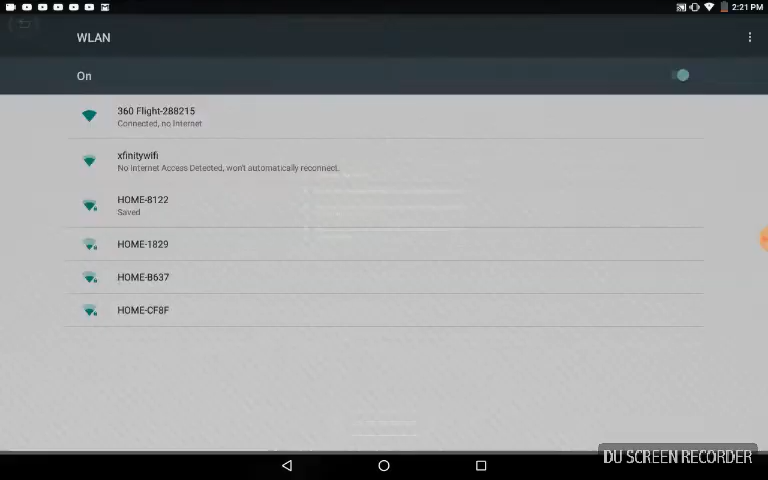 2:21 PM
WLAN
On
360 Flight-288215
Connected, no Internet
xfinitywifi
No Internet Access Detected, won't automatically reconnect.
HOME-8122
Saved
HOME-1829
HOME-B637
HOME-CF8F
DU SCREEN RECORDER